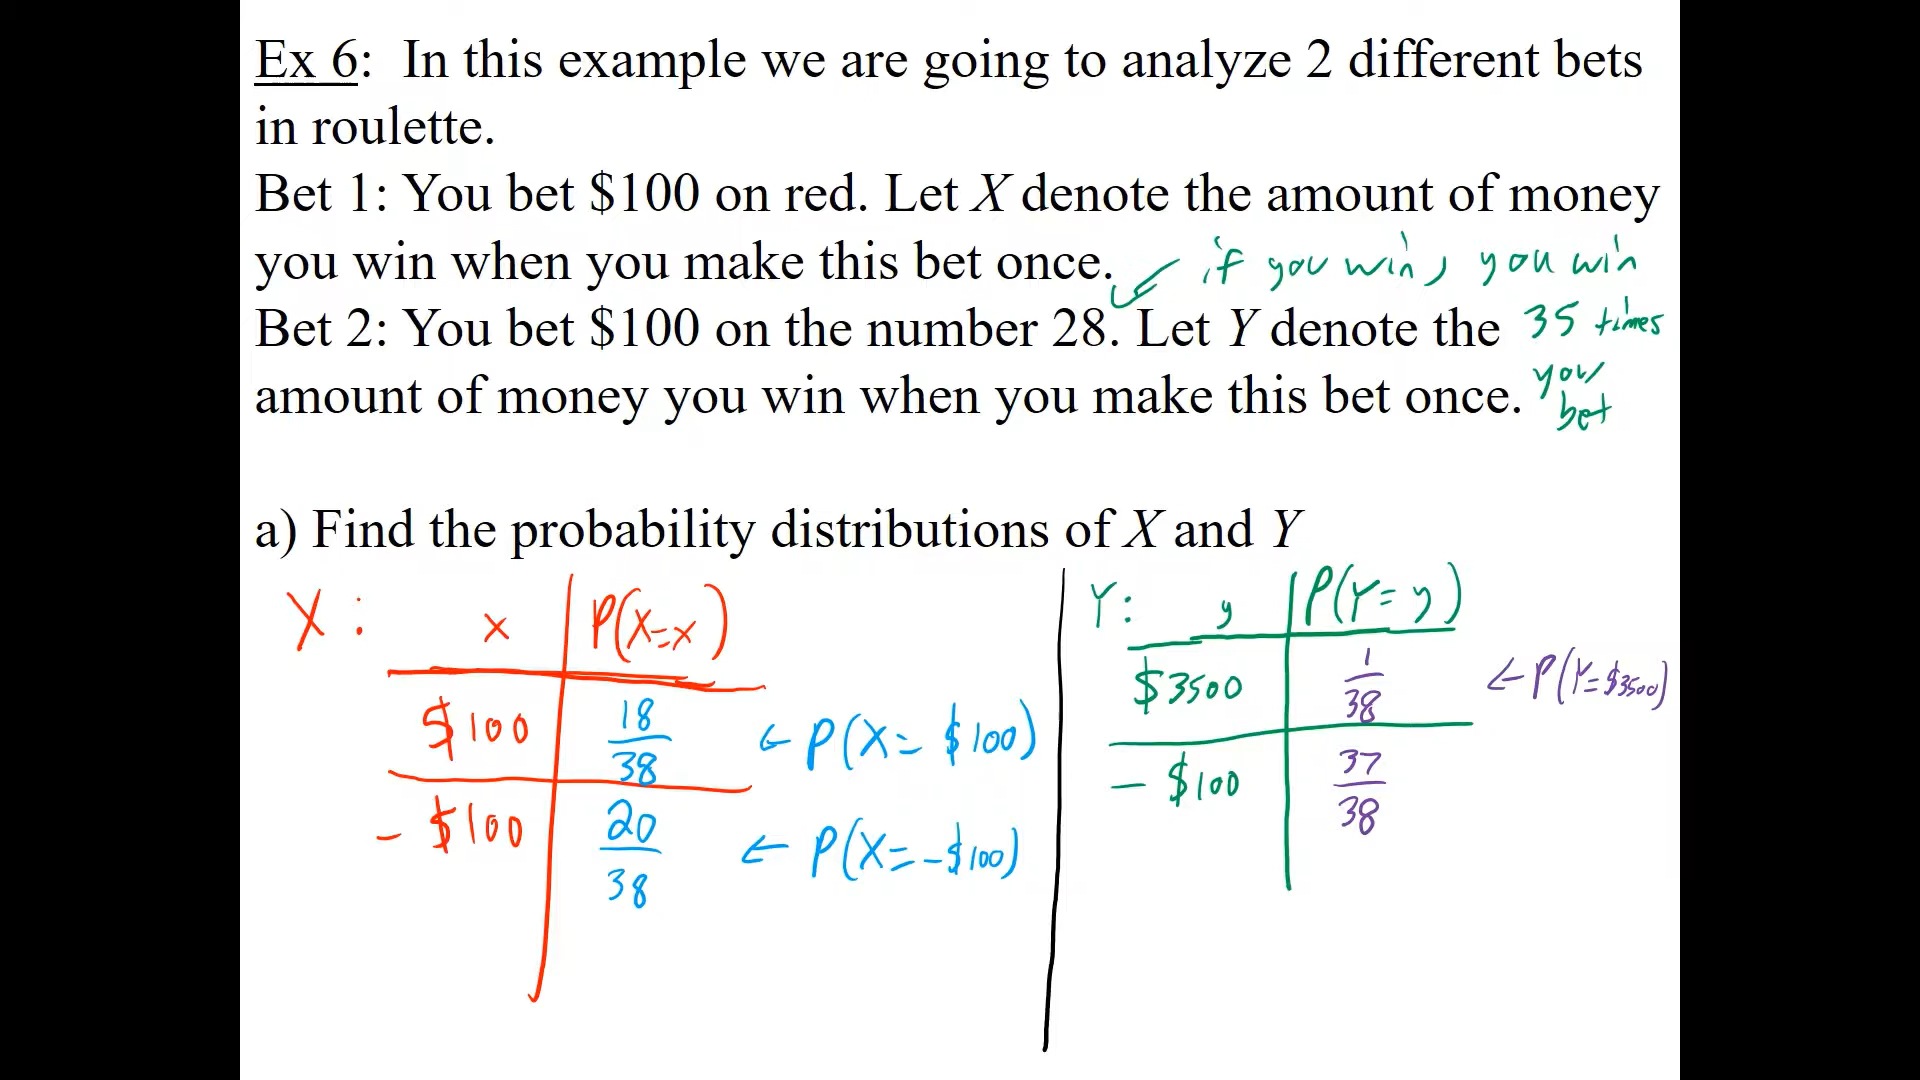 Ex 6: In this example we are going to analyze 2 different bets
in roulette.
Bet 1: You bet $100 on red. Let X denote the amount of money
you win when you make this bet once.
if you win, you win
Bet 2: You bet $100 on the number 28. Let Y denote the
35 times
you
bet
amount of money you win when you make this bet once.
a) Find the probability distributions of X and Y
X: x P(X=x)
$100 18/38 ← P(X=$100)
-$100 20/38 ← P(X=-$100)
Y: y P(Y=y)
$3500 1/38 ← P(Y=$3500)
-$100 37/38